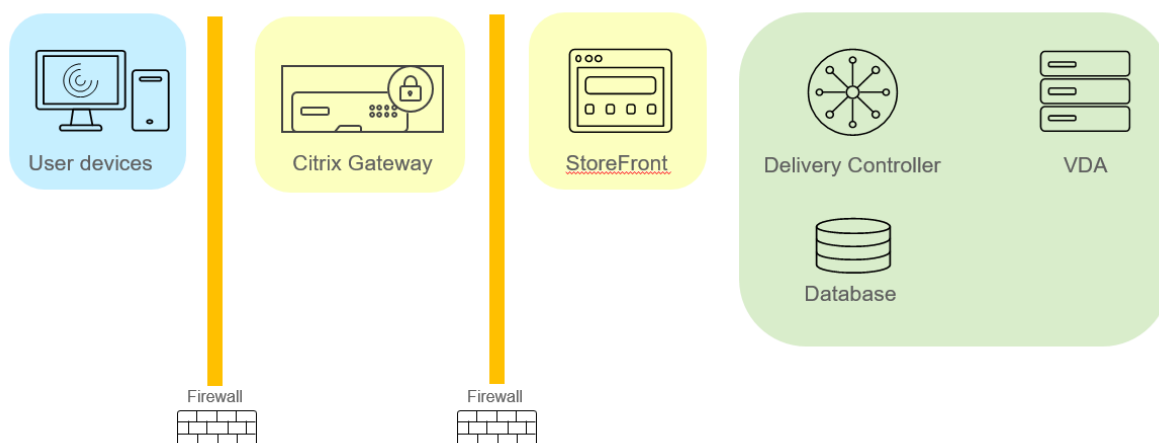 User devices
Citrix Gateway
StoreFront
Delivery Controller
VDA
Database
Firewall
Firewall